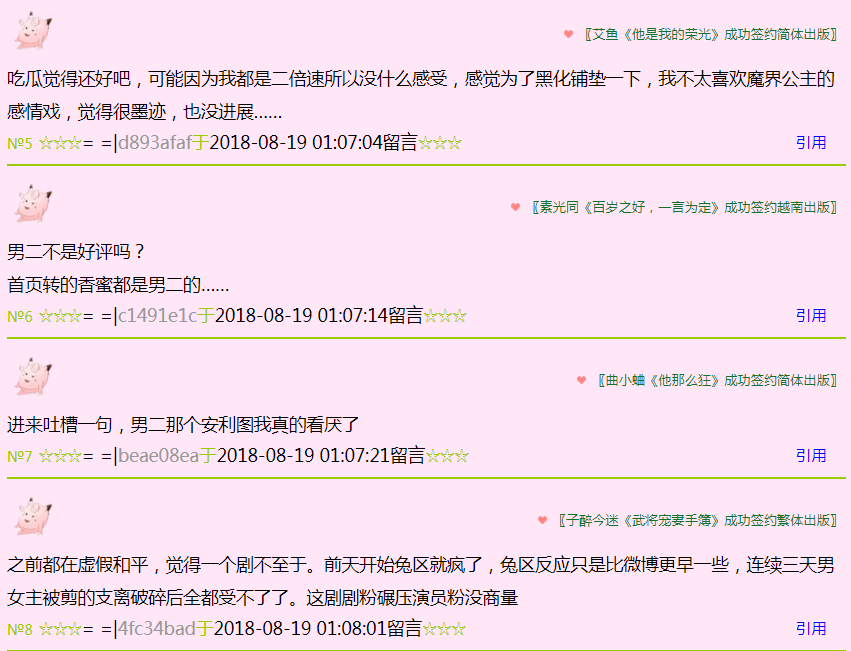 ♥ 〖艾鱼《他是我的荣光》成功签约简体出版〗
吃瓜觉得还好吧，可能因为我都是二倍速所以没什么感受，感觉为了黑化铺垫一下，我不太喜欢魔界公主的
感情戏，觉得很墨迹，也没进展……
№5 ☆☆☆= =|d893afaf于2018-08-19 01:07:04留言☆☆☆ 引用
♥ 〖素光同《百岁之好，一言为定》成功签约越南出版〗
男二不是好评吗？
首页转的香蜜都是男二的……
№6 ☆☆☆= =|c1491e1c于2018-08-19 01:07:14留言☆☆☆ 引用
♥ 〖曲小蛐《他那么狂》成功签约简体出版〗
进来吐槽一句，男二那个安利图我真的看厌了
№7 ☆☆☆= =|beae08ea于2018-08-19 01:07:21留言☆☆☆ 引用
♥ 〖子醉今迷《武将宠妻手簿》成功签约繁体出版〗
之前都在虚假和平，觉得一个剧不至于。前天开始兔区就疯了，兔区反应只是比微博更早一些，连续三天男
女主被剪的支离破碎后全都受不了了。这剧剧粉碾压演员粉没商量
№8 ☆☆☆= =|4fc34bad于2018-08-19 01:08:01留言☆☆☆ 引用